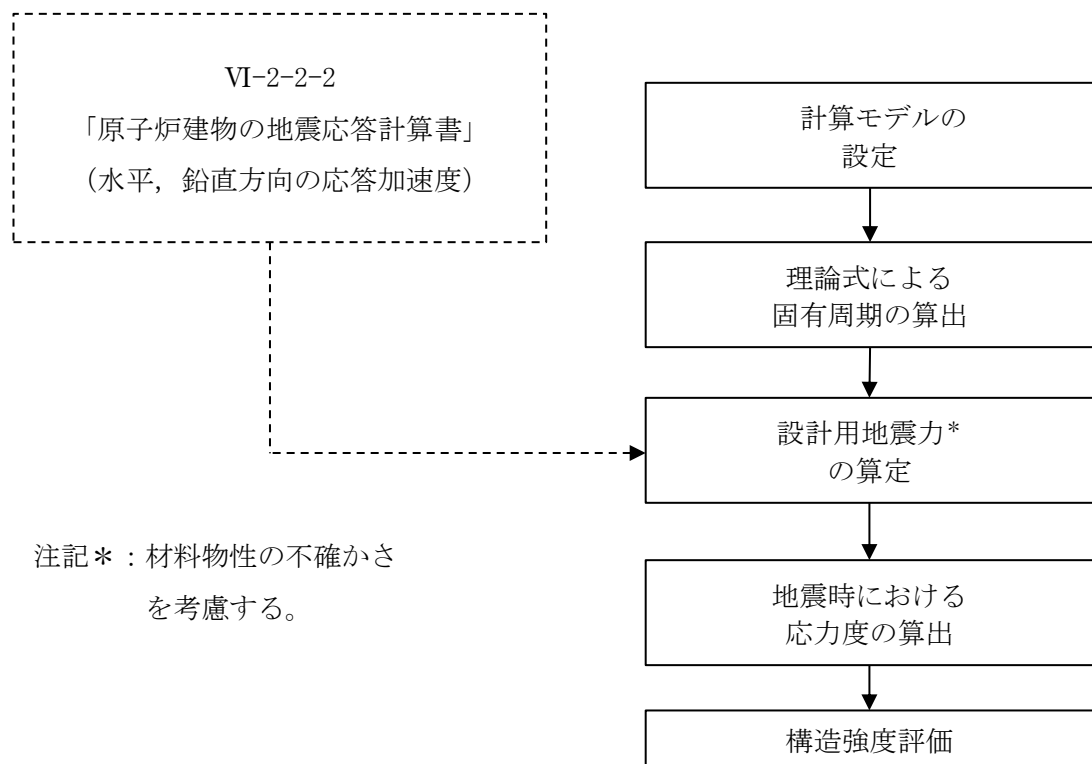 Ⅵ-2-2-2
「原子炉建物の地震応答計算書」
（水平，鉛直方向の応答加速度）
計算モデルの
設定
理論式による
固有周期の算出
設計用地震力*
の算定
注記＊：材料物性の不確かさ
を考慮する。
地震時における
応力度の算出
構造強度評価